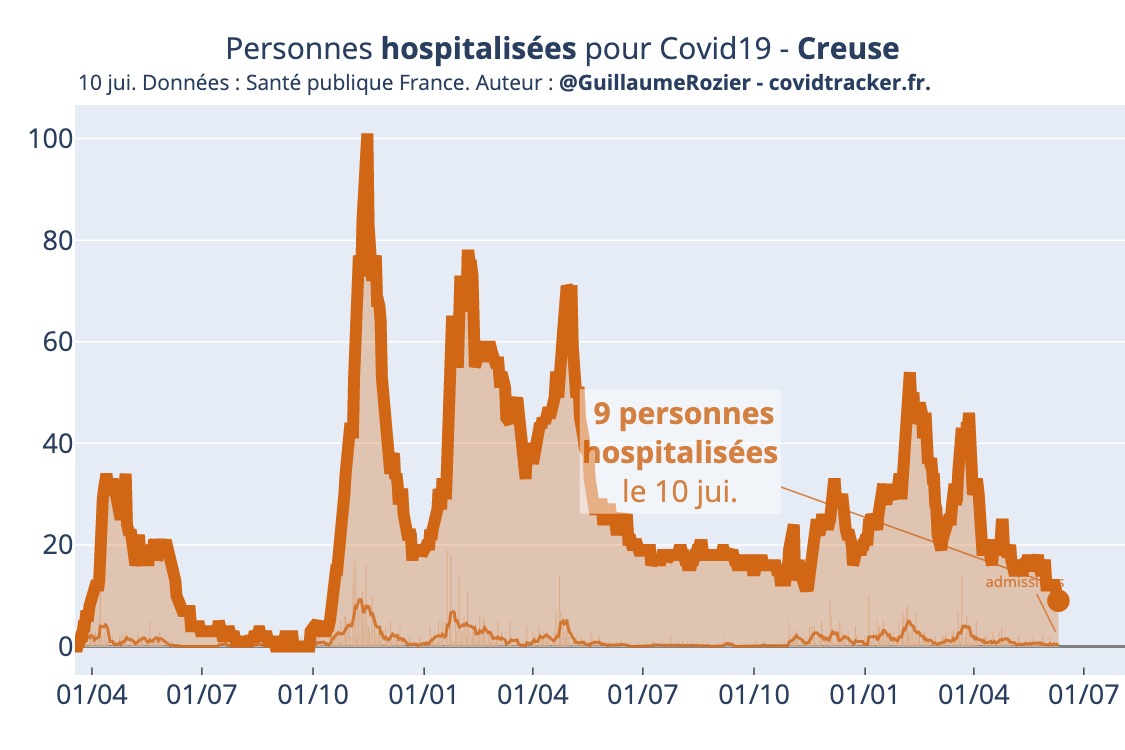 Personnes hospitalisées pour Covid19 - Creuse
10 jui. Données : Santé publique France. Auteur : @GuillaumeRozier - covidtracker.fr.
100
80
60
40
20
0
9 personnes
hospitalisées
le 10 jui.
admissions
01/04 01/07 01/10 01/01 01/04 01/07 01/10 01/01 01/04 01/07